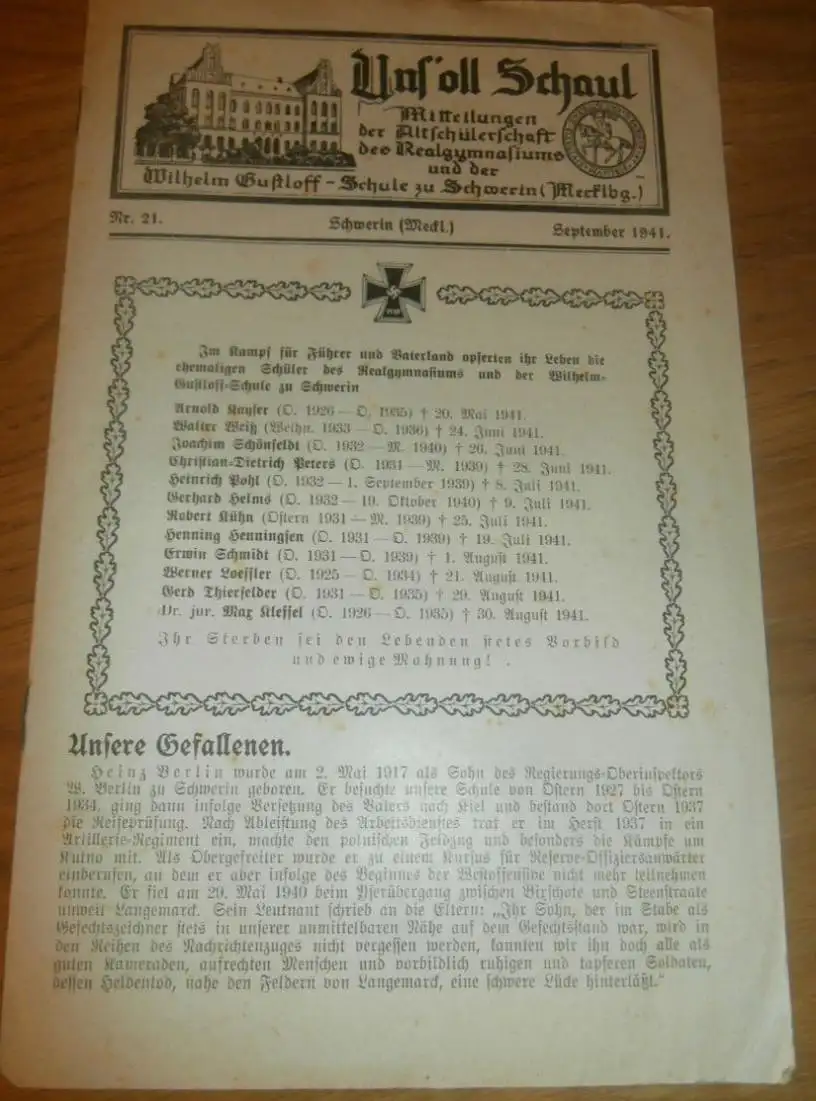 Uns' oll Schaul
Mitteilungen
der Altschülerschaft
des Realgymnasiums
und der
Wilhelm Gustloff-Schule zu Schwerin (Mecklbg.)
Nr. 21.
Schwerin (Meckl.)
September 1941.
Im Kampf für Führer und Vaterland opferten ihr Leben die
ehemaligen Schüler des Realgymnasiums und der Wilhelm-
Gustloff-Schule zu Schwerin
Arnold Kayser (O. 1926 — O. 1935) † 20. Mai 1941.
Walter Weiß (Weihn. 1933 — O. 1936) † 24. Juni 1941.
Joachim Schönfeldt (O. 1932 — M. 1940) † 26. Juni 1941.
Christian-Dietrich Peters (O. 1931 — M. 1939) † 28. Juni 1941.
Heinrich Pohl (O. 1932 — 1. September 1939) † 8. Juli 1941.
Gerhard Helms (O. 1932 — 19. Oktober 1940) † 9. Juli 1941.
Robert Kühn (Ostern 1931 — M. 1939) † 25. Juli 1941.
Henning Henningsen (O. 1931 — O. 1939) † 19. Juli 1941.
Erwin Schmidt (O. 1931 — O. 1939) † 1. August 1941.
Werner Loeffler (O. 1925 — O. 1934) † 21. August 1941.
Gerd Thierfelder (O. 1931 — O. 1935) † 29. August 1941.
Dr. jur. Max Klessel (O. 1926 — O. 1935) † 30. August 1941.
Ihr Sterben sei den Lebenden stetes Vorbild
und ewige Mahnung!
Unsere Gefallenen.
Heinz Berlin wurde am 2. Mai 1917 als Sohn des Regierungs-Oberinspektors
W. Berlin zu Schwerin geboren. Er besuchte unsere Schule von Ostern 1927 bis Ostern
1934, ging dann infolge Versetzung des Vaters nach Kiel und bestand dort Ostern 1937
die Reifeprüfung. Nach Ableistung des Arbeitsdienstes trat er im Herbst 1937 in ein
Artillerie-Regiment ein, machte den polnischen Feldzug und besonders die Kämpfe um
Kutno mit. Als Obergefreiter wurde er zu einem Kursus für Reserve-Offiziersanwärter
einberufen, an dem er aber infolge des Beginnes der Westoffensive nicht mehr teilnehmen
konnte. Er fiel am 29. Mai 1940 beim Yserübergang zwischen Birschote und Steenstraate
unweit Langemarck. Sein Leutnant schrieb an die Eltern: „Ihr Sohn, der im Stabe als
Gefechtszeichner stets in unserer unmittelbaren Nähe auf dem Gefechtsstand war, wird in
den Reihen des Nachrichtenzuges nicht vergessen werden, kannten wir ihn doch alle als
guten Kameraden, aufrechten Menschen und vorbildlich ruhigen und tapferen Soldaten,
dessen Heldentod, nahe den Feldern von Langemarck, eine schwere Lücke hinterläßt."